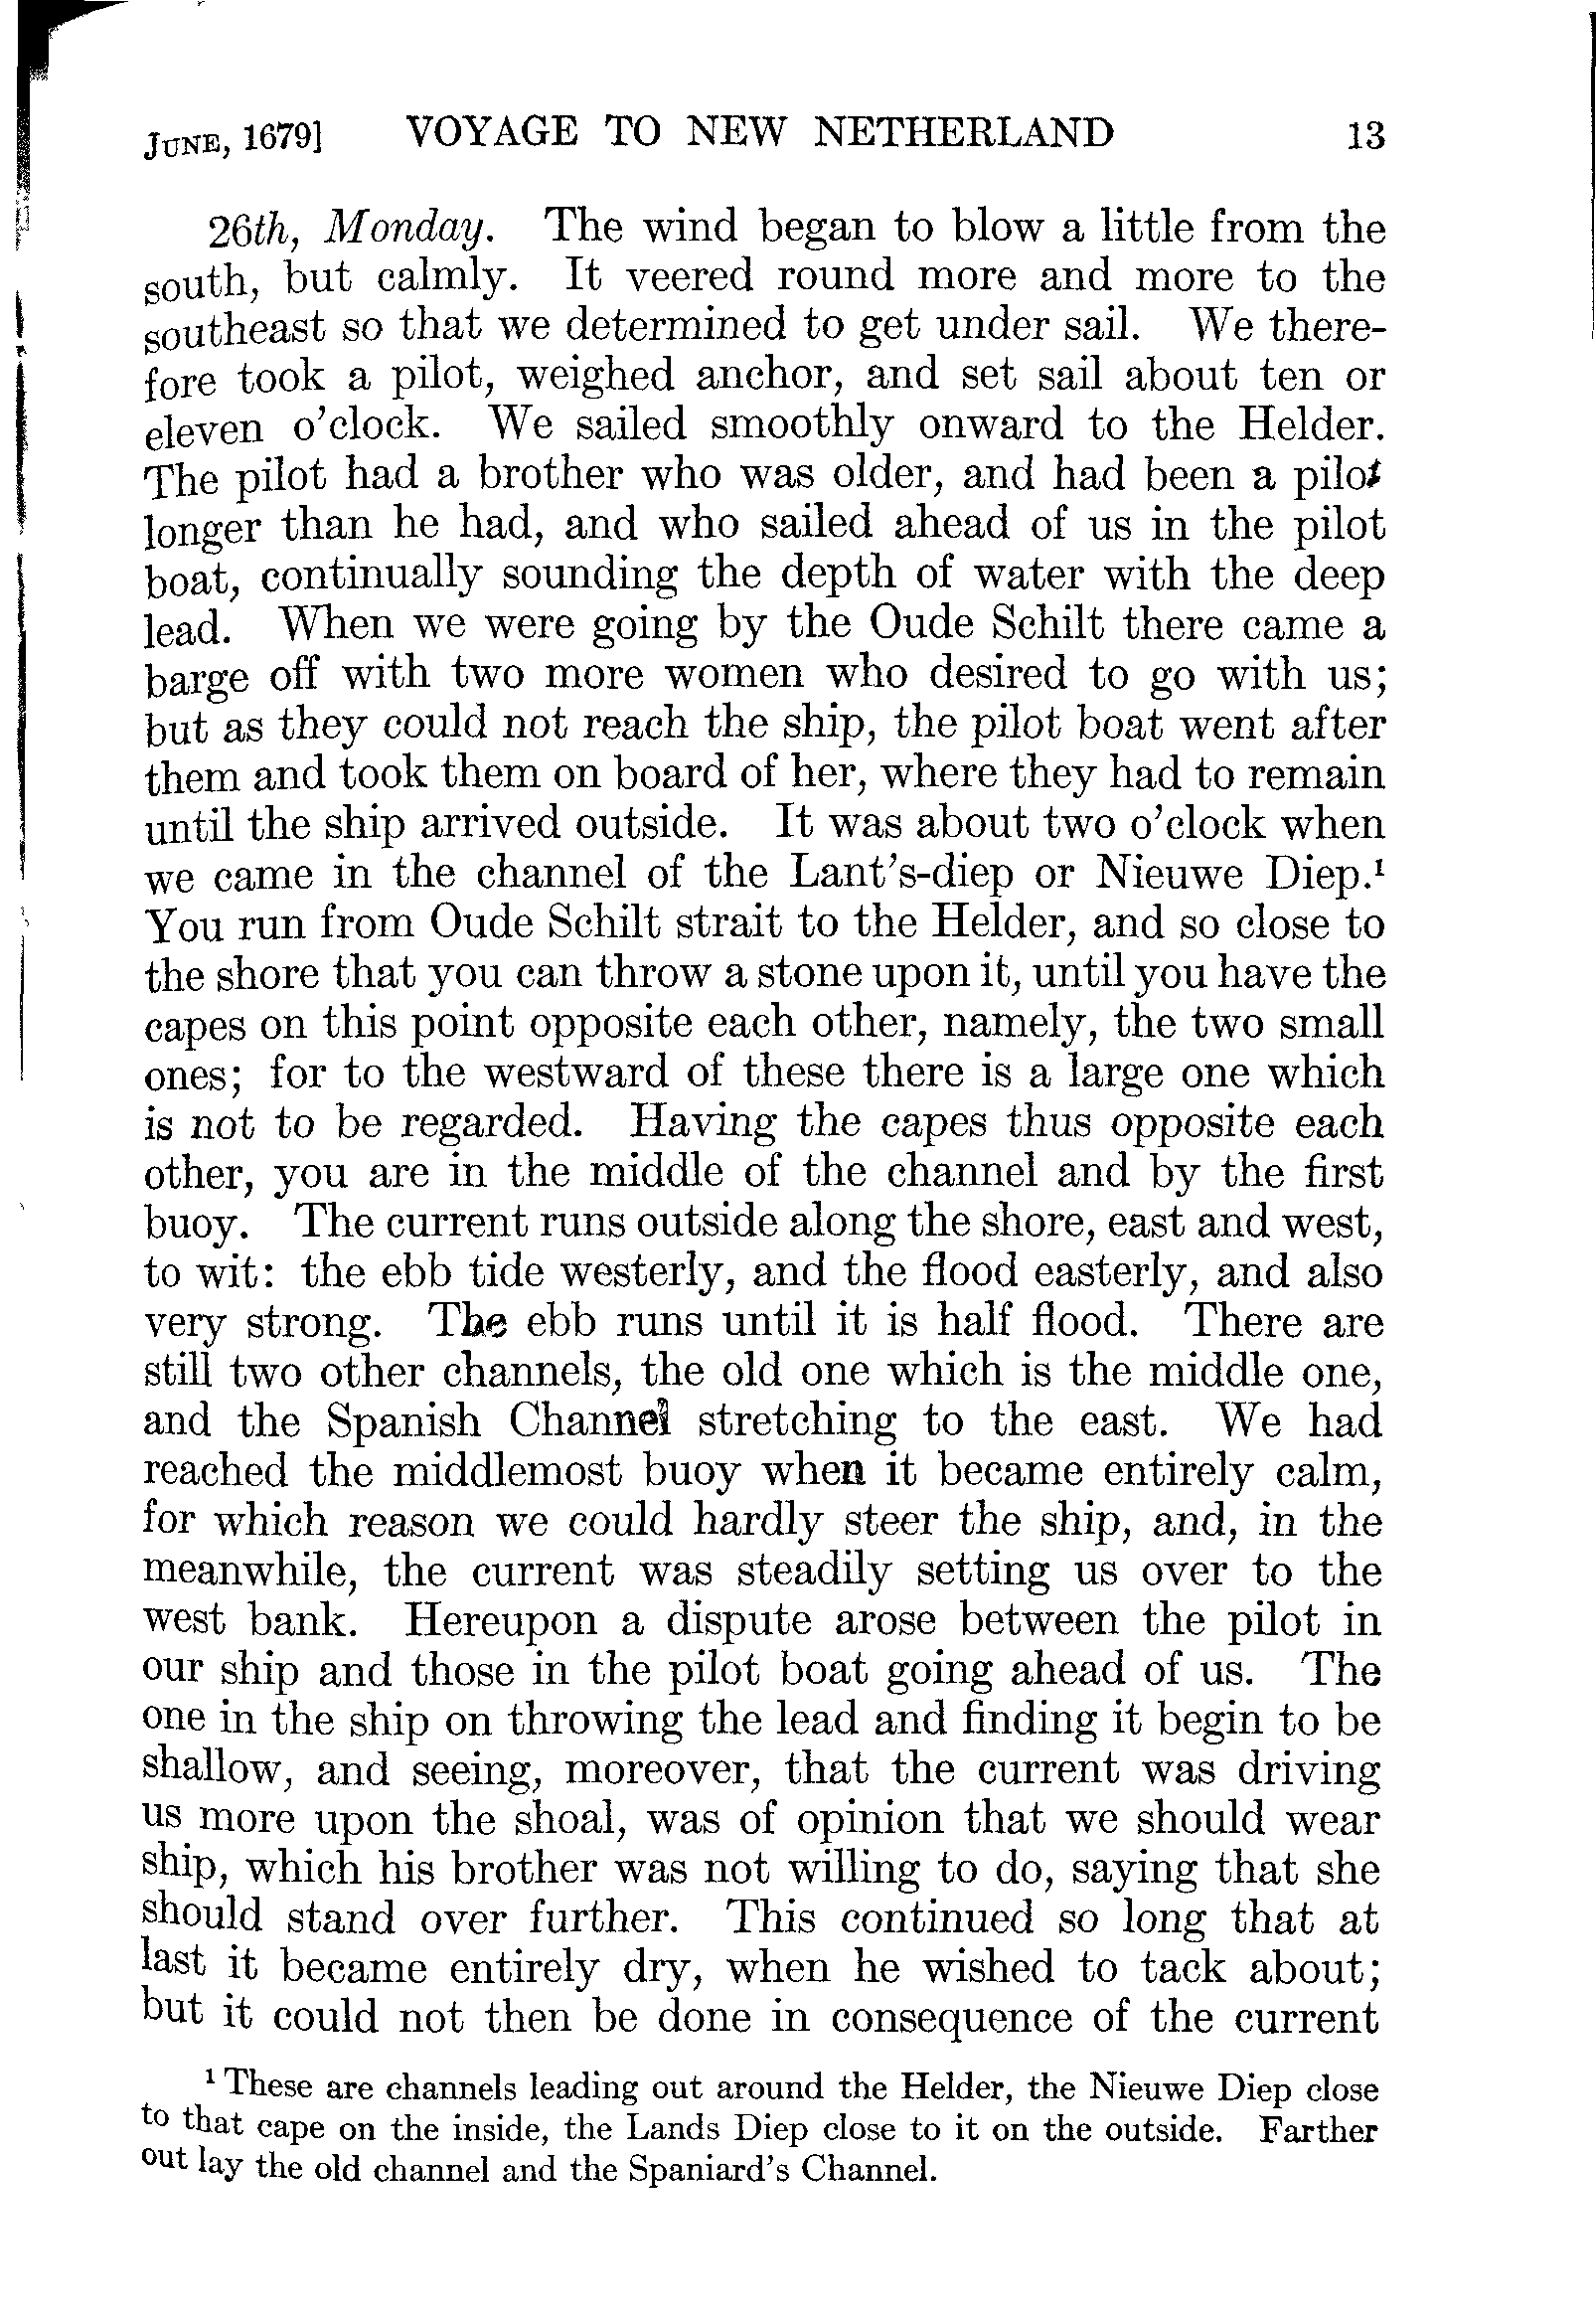 JUNE, 1679] VOYAGE TO NEW NETHERLAND 13
26th, Monday. The wind began to blow a little from the
south, but calmly. It veered round more and more to the
southeast so that we determined to get under sail. We there-
fore took a pilot, weighed anchor, and set sail about ten or
eleven o'clock. We sailed smoothly onward to the Helder.
The pilot had a brother who was older, and had been a pilot
longer than he had, and who sailed ahead of us in the pilot
boat, continually sounding the depth of water with the deep
lead. When we were going by the Oude Schilt there came a
barge off with two more women who desired to go with us;
but as they could not reach the ship, the pilot boat went after
them and took them on board of her, where they had to remain
until the ship arrived outside. It was about two o'clock when
we came in the channel of the Lant's-diep or Nieuwe Diep.¹
You run from Oude Schilt strait to the Helder, and so close to
the shore that you can throw a stone upon it, until you have the
capes on this point opposite each other, namely, the two small
ones; for to the westward of these there is a large one which
is not to be regarded. Having the capes thus opposite each
other, you are in the middle of the channel and by the first
buoy. The current runs outside along the shore, east and west,
to wit: the ebb tide westerly, and the flood easterly, and also
very strong. The ebb runs until it is half flood. There are
still two other channels, the old one which is the middle one,
and the Spanish Channel stretching to the east. We had
reached the middlemost buoy when it became entirely calm,
for which reason we could hardly steer the ship, and, in the
meanwhile, the current was steadily setting us over to the
west bank. Hereupon a dispute arose between the pilot in
our ship and those in the pilot boat going ahead of us. The
one in the ship on throwing the lead and finding it begin to be
shallow, and seeing, moreover, that the current was driving
us more upon the shoal, was of opinion that we should wear
ship, which his brother was not willing to do, saying that she
should stand over further. This continued so long that at
last it became entirely dry, when he wished to tack about;
but it could not then be done in consequence of the current
¹ These are channels leading out around the Helder, the Nieuwe Diep close
to that cape on the inside, the Lands Diep close to it on the outside. Farther
out lay the old channel and the Spaniard's Channel.